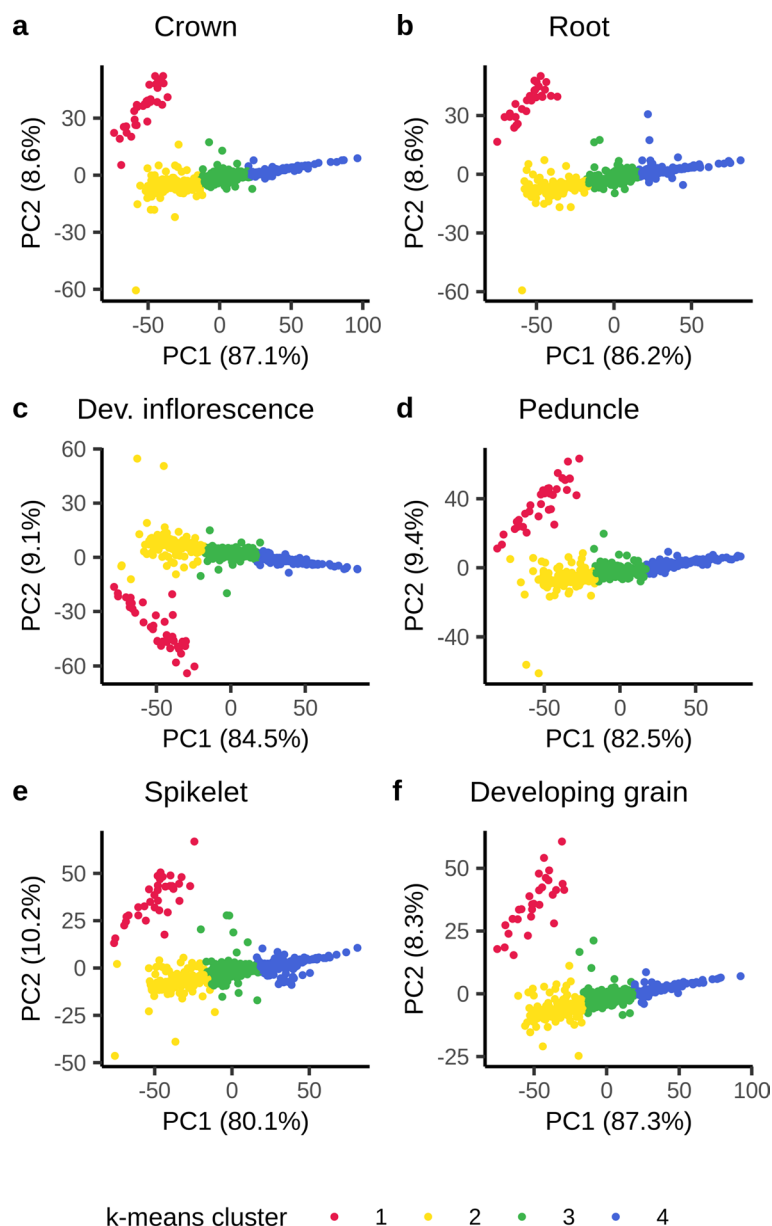 a Crown
PC2 (8.6%)
30
0
-30
-60
-50 0 50 100
PC1 (87.1%)
b Root
PC2 (8.6%)
30
0
-30
-60
-50 0 50
PC1 (86.2%)
c Dev. inflorescence
PC2 (9.1%)
60
30
0
-30
-60
-50 0 50
PC1 (84.5%)
d Peduncle
PC2 (9.4%)
40
0
-40
-50 0 50
PC1 (82.5%)
e Spikelet
PC2 (10.2%)
50
25
0
-25
-50
-50 0 50
PC1 (80.1%)
f Developing grain
PC2 (8.3%)
50
25
0
-25
-50 0 50 100
PC1 (87.3%)
k-means cluster 1 2 3 4